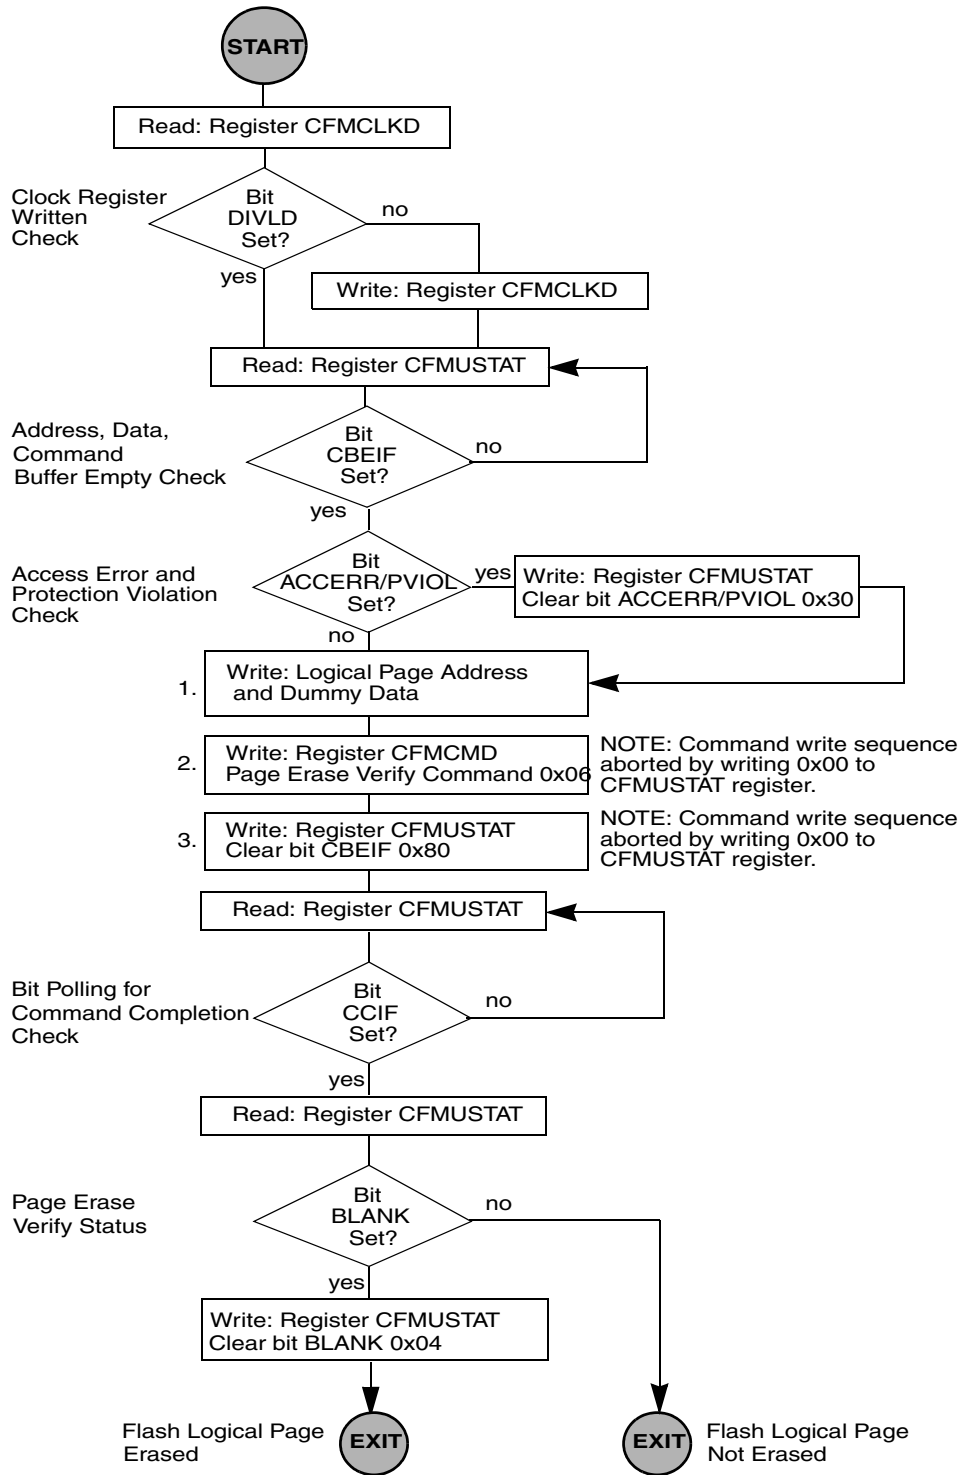 START
Read: Register CFMCLKD
Clock Register
Written
Check
Bit
DIVLD
Set?
no
yes
Write: Register CFMCLKD
Read: Register CFMUSTAT
Address, Data,
Command
Buffer Empty Check
Bit
CBEIF
Set?
no
yes
Access Error and
Protection Violation
Check
Bit
ACCERR/PVIOL
Set?
yes
Write: Register CFMUSTAT
Clear bit ACCERR/PVIOL 0x30
no
1.
Write: Logical Page Address
and Dummy Data
2.
Write: Register CFMCMD
Page Erase Verify Command 0x06
NOTE: Command write sequence
aborted by writing 0x00 to
CFMUSTAT register.
3.
Write: Register CFMUSTAT
Clear bit CBEIF 0x80
NOTE: Command write sequence
aborted by writing 0x00 to
CFMUSTAT register.
Read: Register CFMUSTAT
Bit Polling for
Command Completion
Check
Bit
CCIF
Set?
no
yes
Read: Register CFMUSTAT
Page Erase
Verify Status
Bit
BLANK
Set?
no
yes
Write: Register CFMUSTAT
Clear bit BLANK 0x04
Flash Logical Page
Erased
EXIT
EXIT
Flash Logical Page
Not Erased